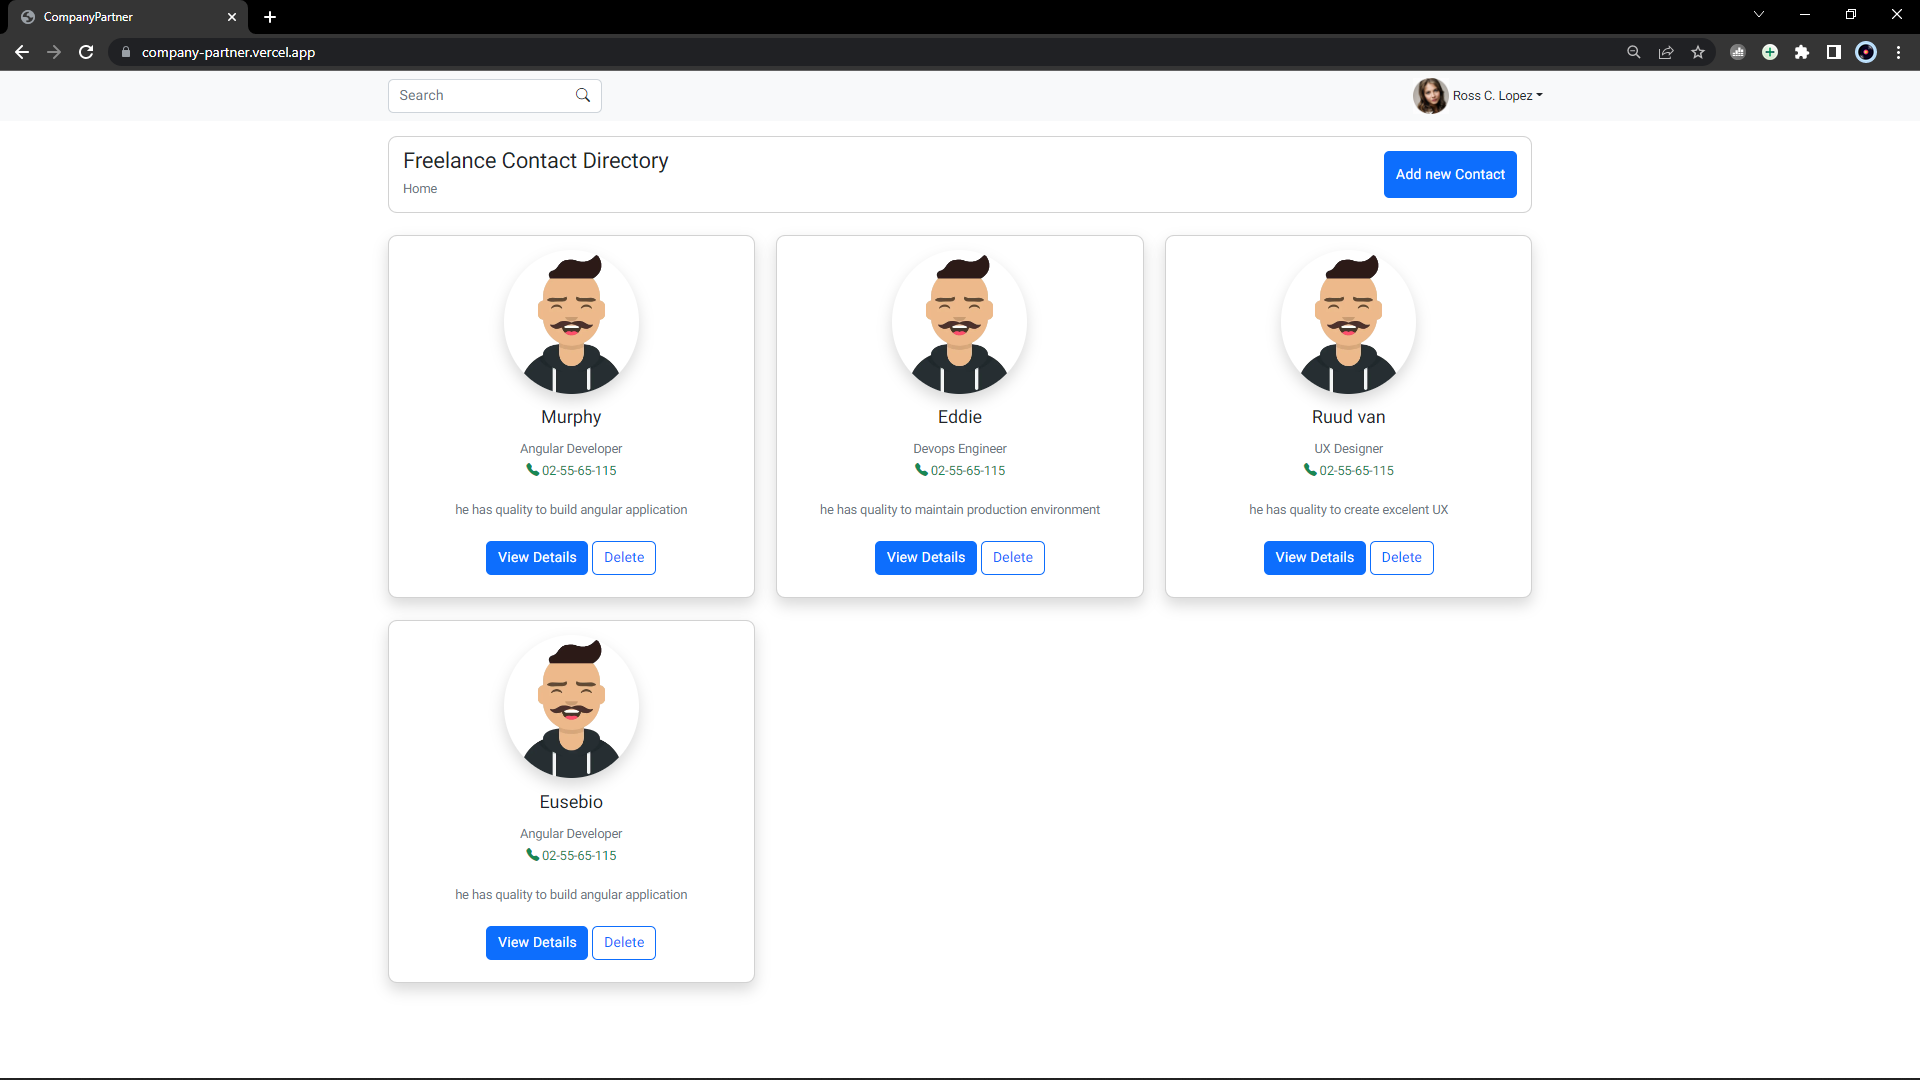 CompanyPartner
company-partner.vercel.app
Search
Ross C. Lopez
Freelance Contact Directory
Home
Add new Contact
Murphy
Angular Developer
02-55-65-115
he has quality to build angular application
View Details Delete
Eddie
Devops Engineer
02-55-65-115
he has quality to maintain production environment
View Details Delete
Ruud van
UX Designer
02-55-65-115
he has quality to create excelent UX
View Details Delete
Eusebio
Angular Developer
02-55-65-115
he has quality to build angular application
View Details Delete